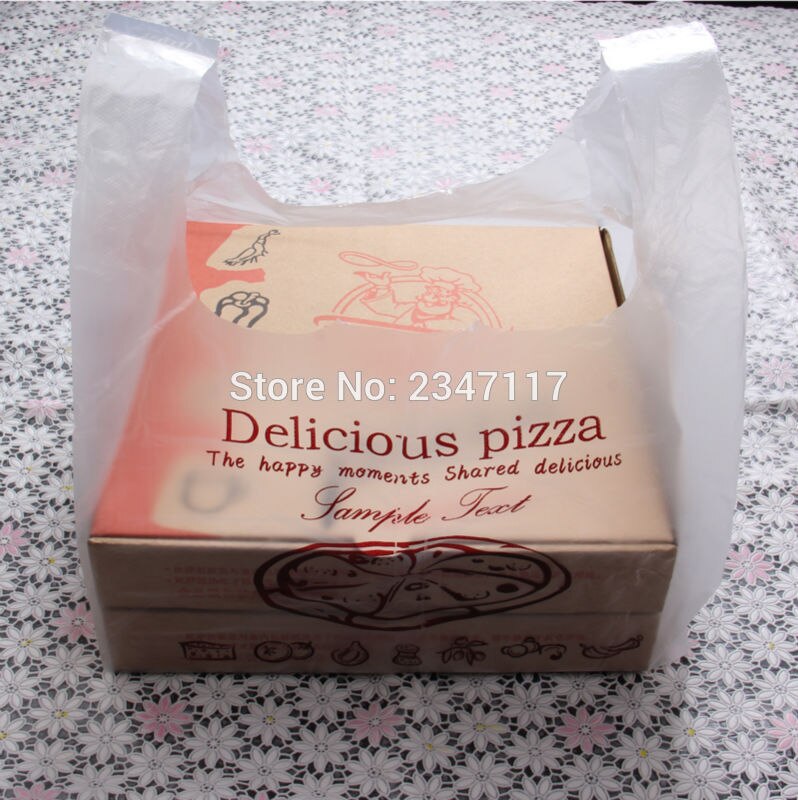 Store No: 2347117
Delicious pizza
The happy moments Shared delicious
Sample Text